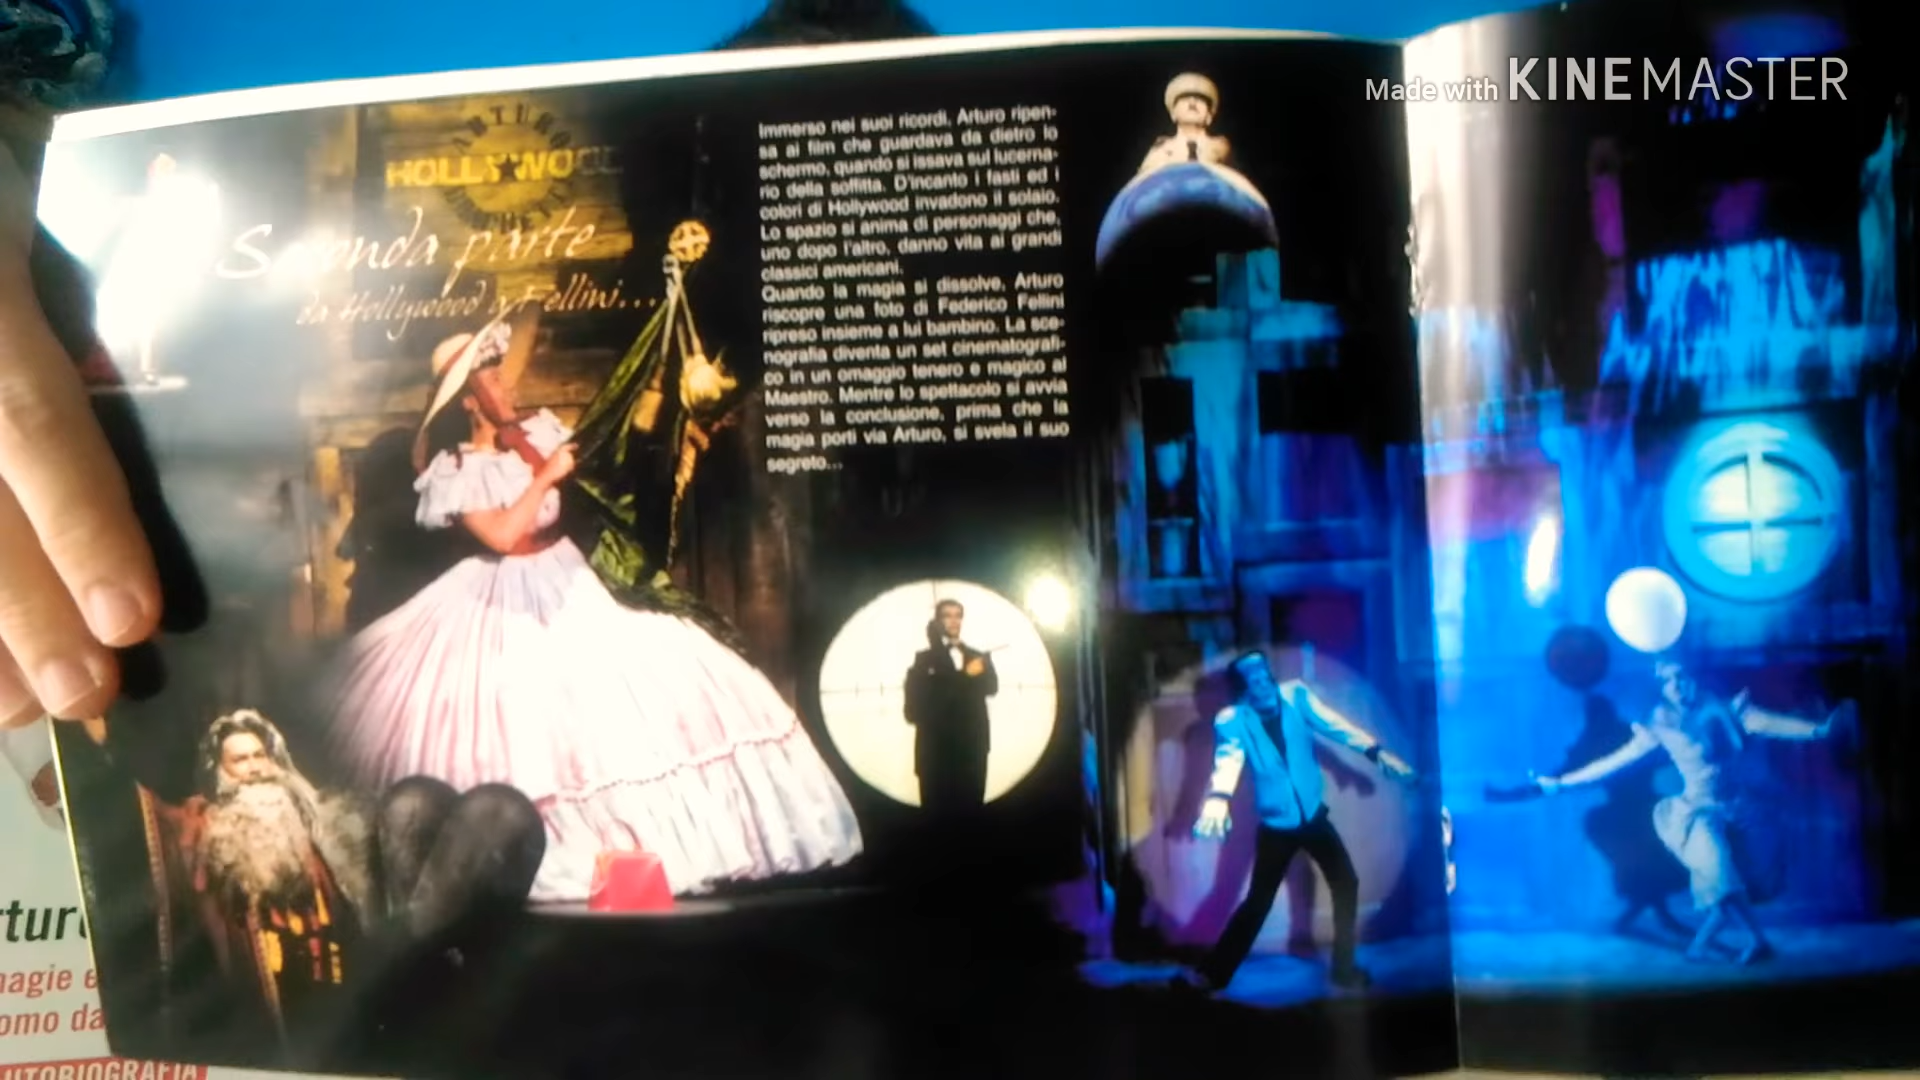 Made with KINEMASTER
ARTURO
HOLLYWOOD
BRACHETTI
Seconda parte
da Hollywood a Fellini...
Immerso nei suoi ricordi, Arturo ripen-
sa ai film che guardava da dietro lo
schermo, quando si issava sul lucerna-
rio della soffitta. D'incanto i fasti ed i
colori di Hollywood invadono il solaio.
Lo spazio si anima di personaggi che,
uno dopo l'altro, danno vita ai grandi
classici americani.
Quando la magia si dissolve, Arturo
riscopre una foto di Federico Fellini
ripreso insieme a lui bambino. La sce-
nografia diventa un set cinematografi-
co in un omaggio tenero e magico al
Maestro. Mentre lo spettacolo si avvia
verso la conclusione, prima che la
magia porti via Arturo, si svela il suo
segreto...
rturo
magie e
omo da
UTOBIOGRAFIA